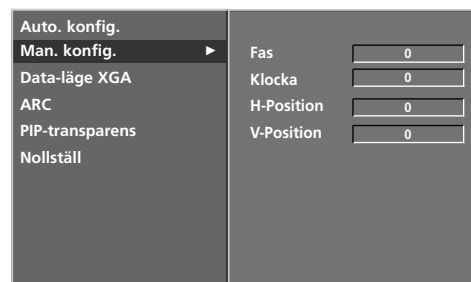 Auto. konfig.
Man. konfig. ►
Data-läge XGA
ARC
PIP-transparens
Nollställ
Fas 0
Klocka 0
H-Position 0
V-Position 0